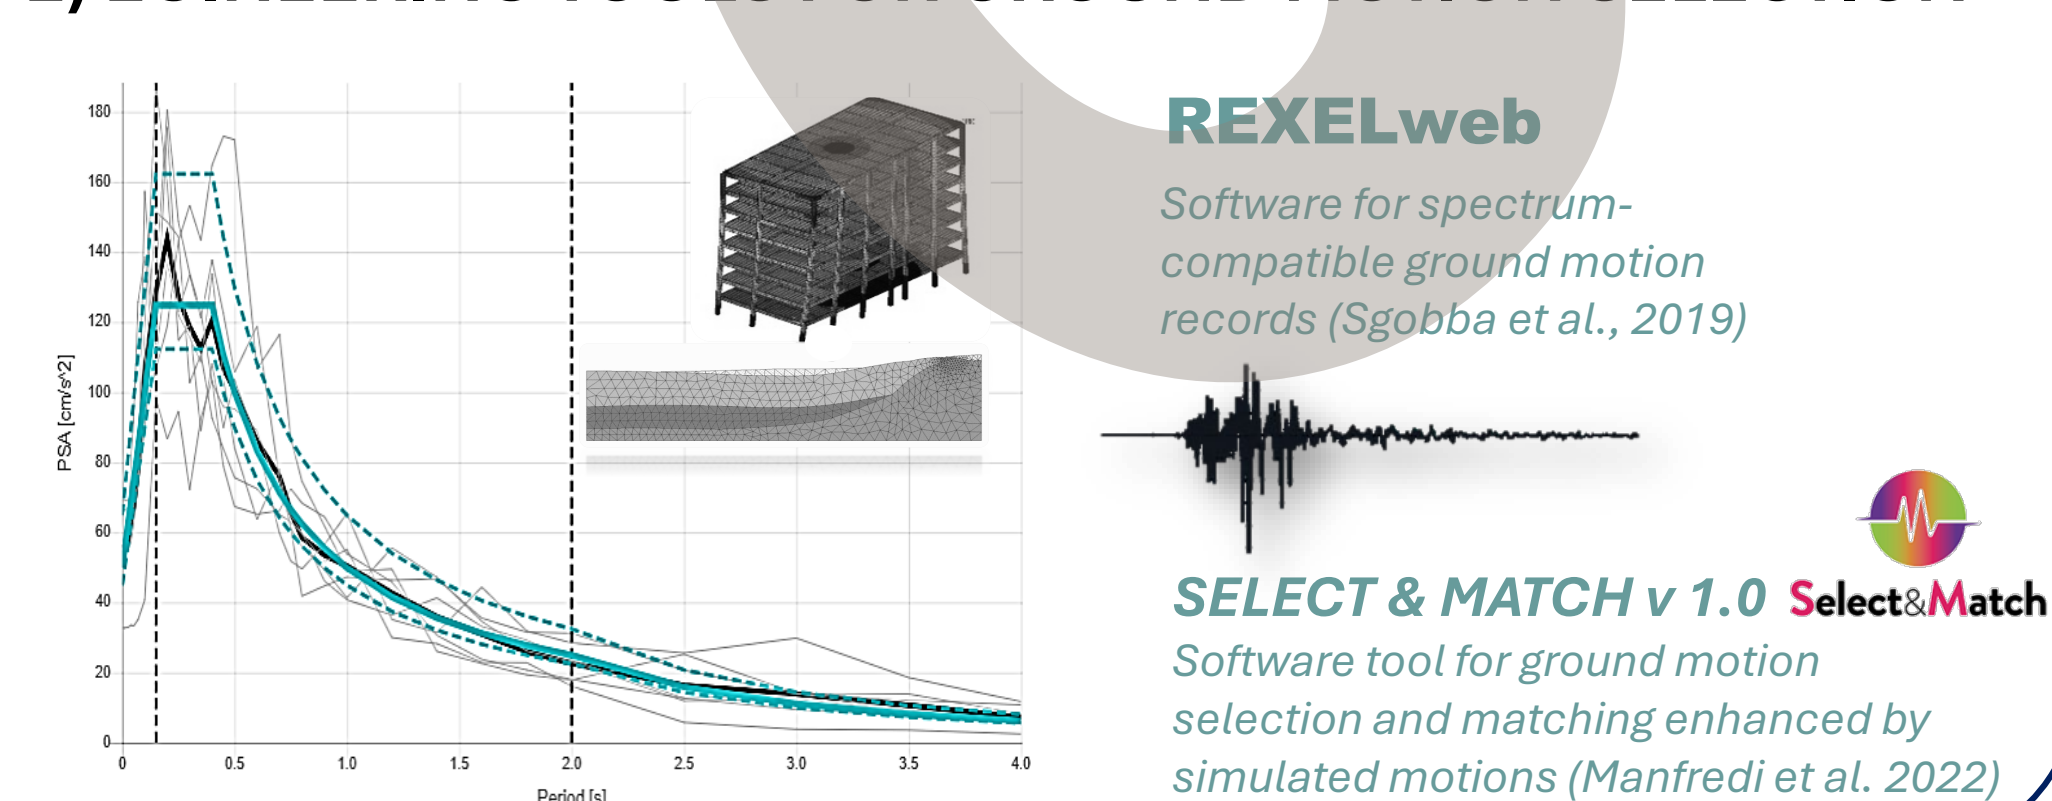 REXELweb
Software for spectrum-
compatible ground motion
records (Sgobba et al., 2019)
SELECT & MATCH v 1.0
Select&Match
Software tool for ground motion
selection and matching enhanced by
simulated motions (Manfredi et al. 2022)
PSA [cm/s^2]
180
160
140
120
100
80
60
40
20
0
0 0.5 1.0 1.5 2.0 2.5 3.0 3.5 4.0
Period [s]